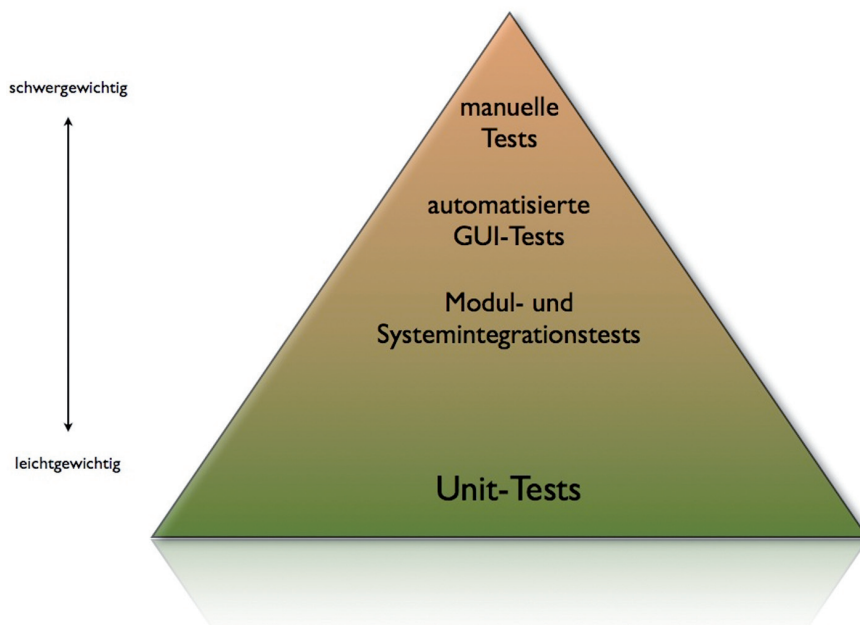 schwergewichtig
manuelle
Tests
automatisierte
GUI-Tests
Modul- und
Systemintegrationstests
leichtgewichtig
Unit-Tests